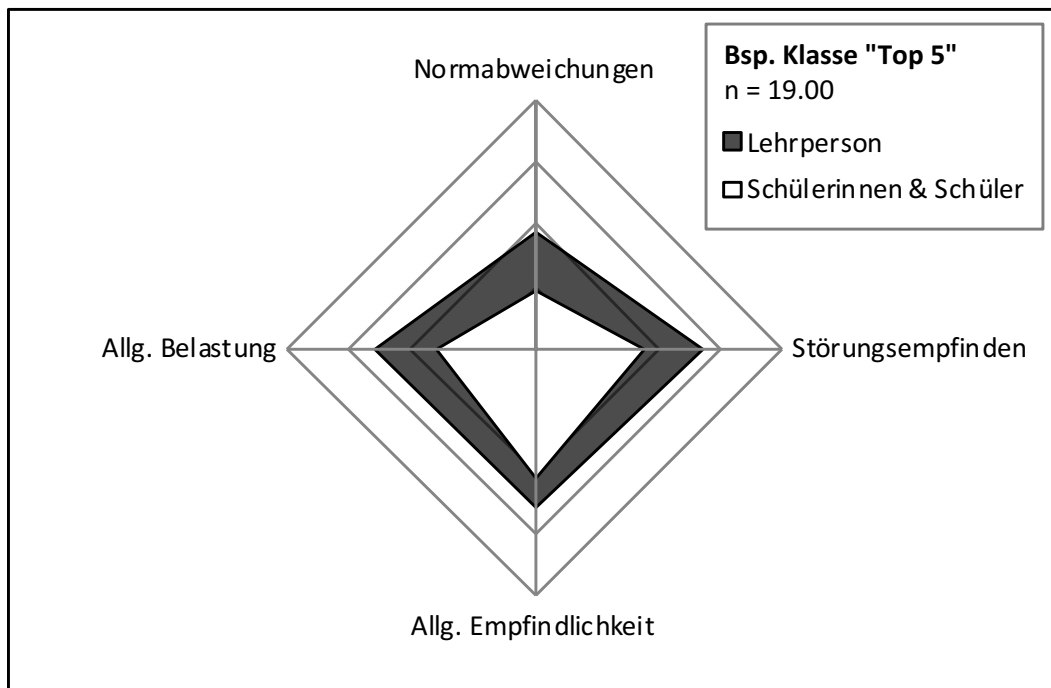 Bsp. Klasse "Top 5"
n = 19.00
Lehrperson
Schülerinnen & Schüler
Normabweichungen
Allg. Belastung
Störungsempfinden
Allg. Empfindlichkeit